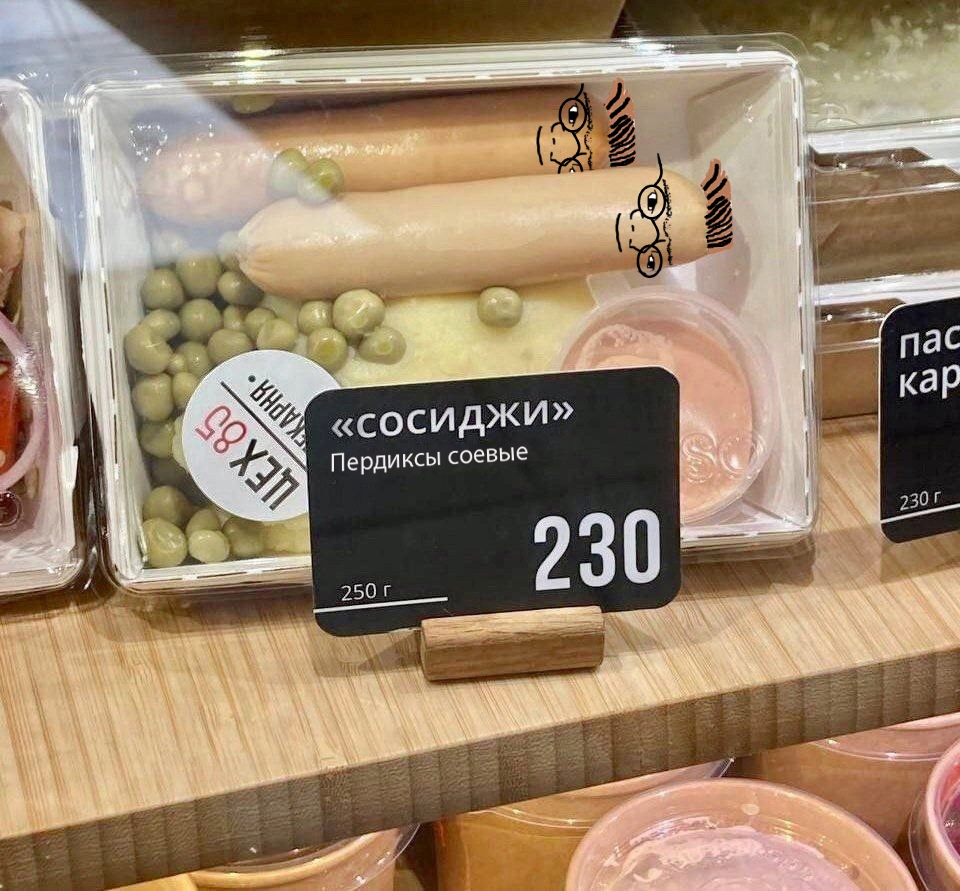 «сосиджи»
Пердиксы соевые
230
250 г
ЦЕХ 85
пас
кар
230 г